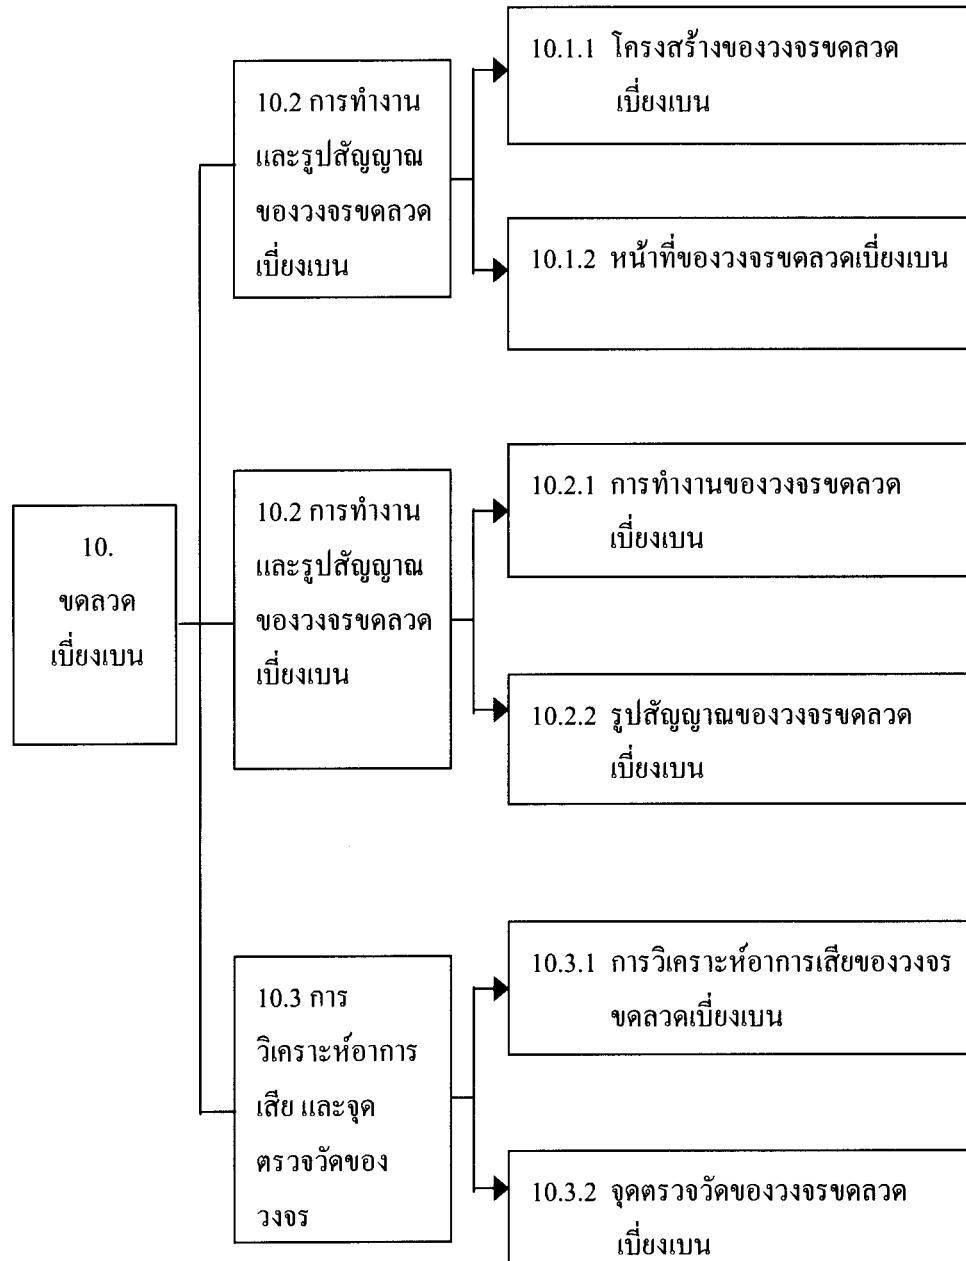 10.
ขดลวด
เบี่ยงเบน
10.2 การทำงาน
และรูปสัญญาณ
ของวงจรขดลวด
เบี่ยงเบน
10.1.1 โครงสร้างของวงจรขดลวด
เบี่ยงเบน
10.1.2 หน้าที่ของวงจรขดลวดเบี่ยงเบน
10.2 การทำงาน
และรูปสัญญาณ
ของวงจรขดลวด
เบี่ยงเบน
10.2.1 การทำงานของวงจรขดลวด
เบี่ยงเบน
10.2.2 รูปสัญญาณของวงจรขดลวด
เบี่ยงเบน
10.3 การ
วิเคราะห์อาการ
เสีย และจุด
ตรวจวัดของ
วงจร
10.3.1 การวิเคราะห์อาการเสียของวงจร
ขดลวดเบี่ยงเบน
10.3.2 จุดตรวจวัดของวงจรขดลวด
เบี่ยงเบน